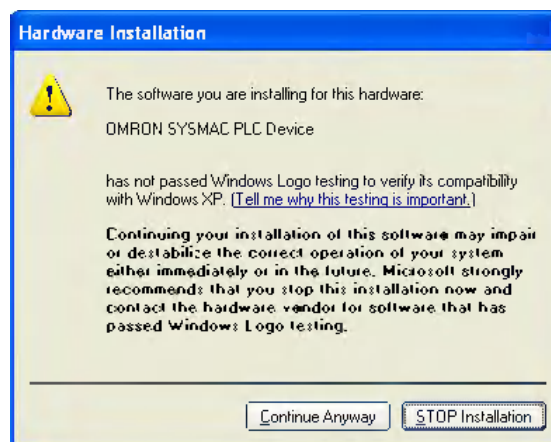 Hardware Installation
The software you are installing for this hardware:
OMRON SYSMAC PLC Device
has not passed Windows Logo testing to verify its compatibility
with Windows XP. (Tell me why this testing is important.)
Continuing your installation of this software may impair
or destabilize the correct operation of your system
either immediately or in the future. Microsoft strongly
recommends that you stop this installation now and
contact the hardware vendor for software that has
passed Windows Logo testing.
Continue Anyway
STOP Installation